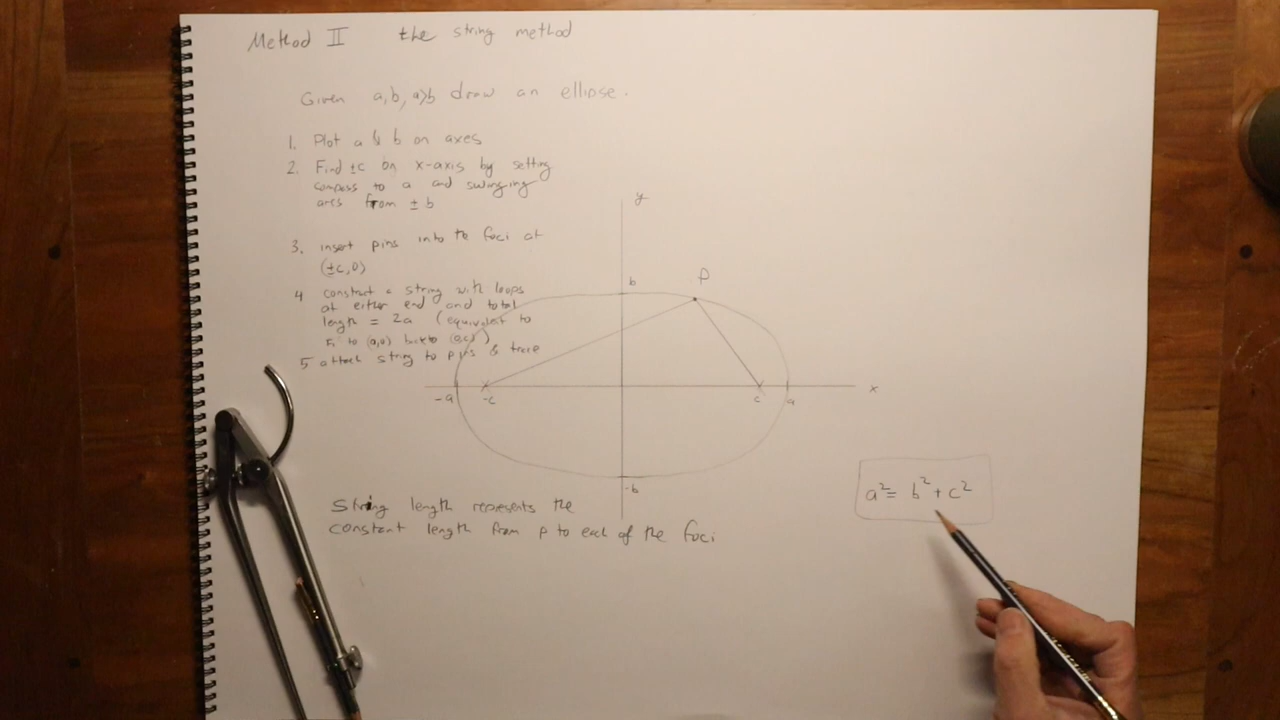 Method II the string method
Given a,b, a>b draw an ellipse.
1. Plot a & b on axes
2. Find ±c on x-axis by setting
compass to a and swinging
arcs from ± b
3. insert pins into the foci at
(±c,0)
4 construct a string with loops
at either end and total
length = 2a (equivalent to
to (a,0) back to
5 attach string to pins & trace
y
b
P
-a
-c
c
a
x
-b
a²= b²+c²
String length represents the
constant length from p to each of the foci